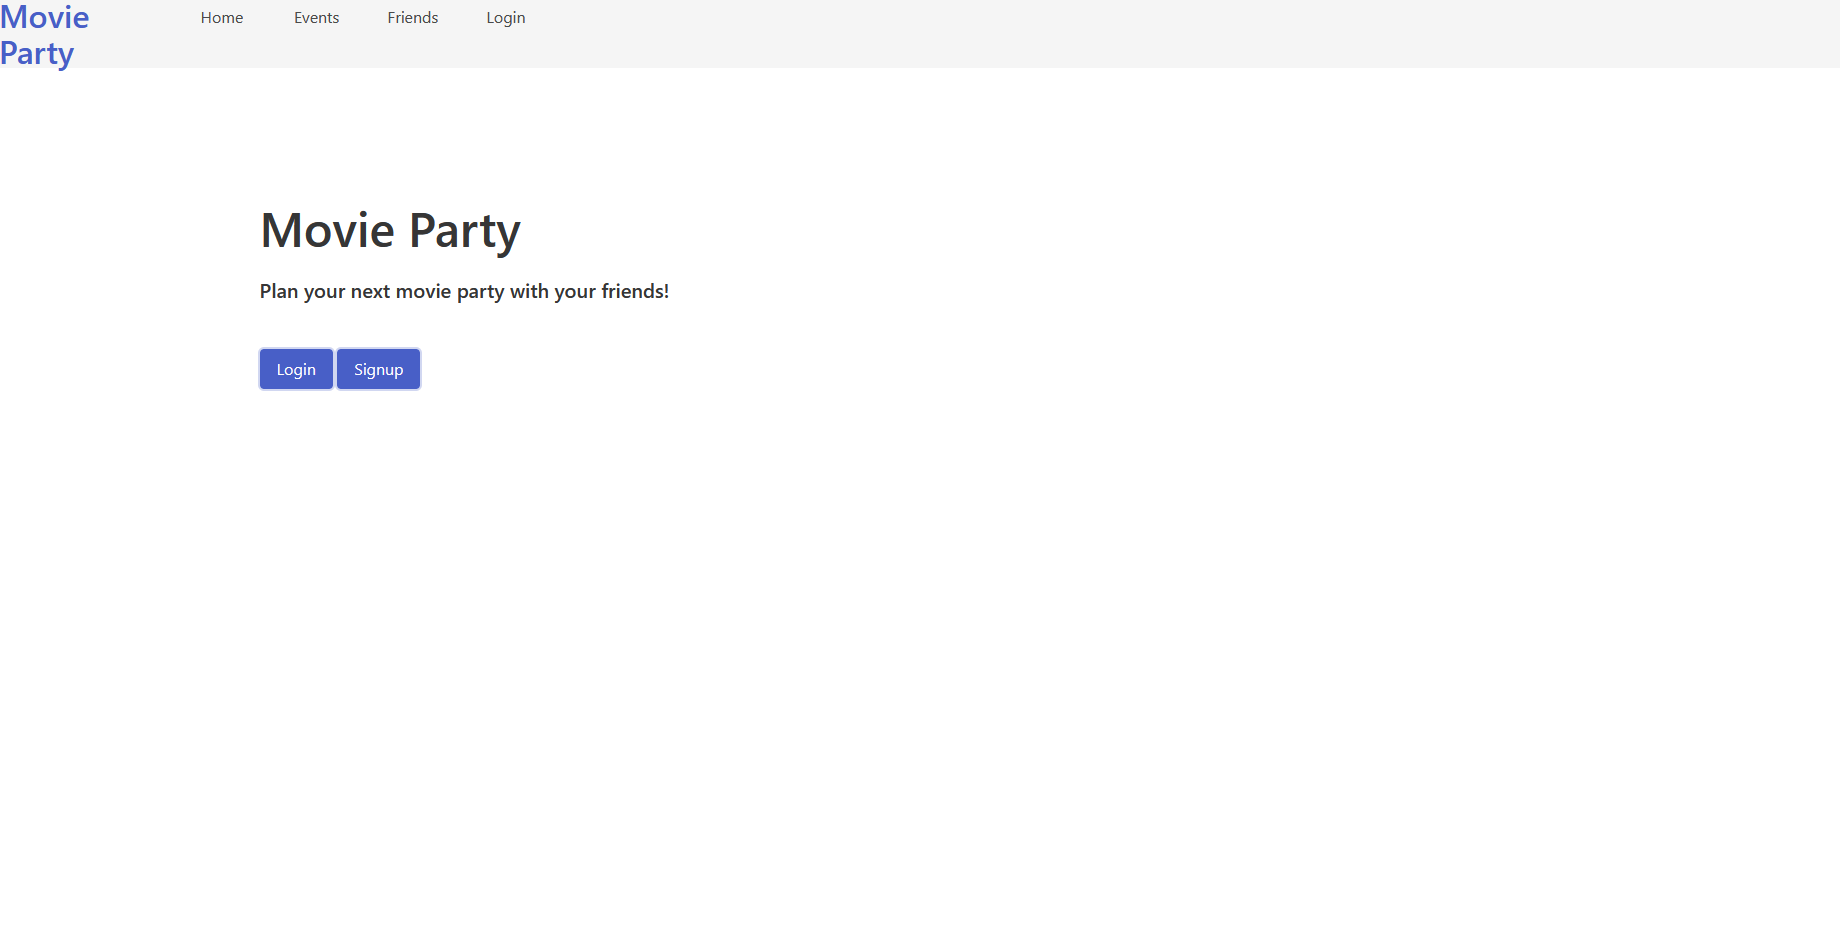 Movie
Party
Home Events Friends Login
Movie Party
Plan your next movie party with your friends!
Login Signup